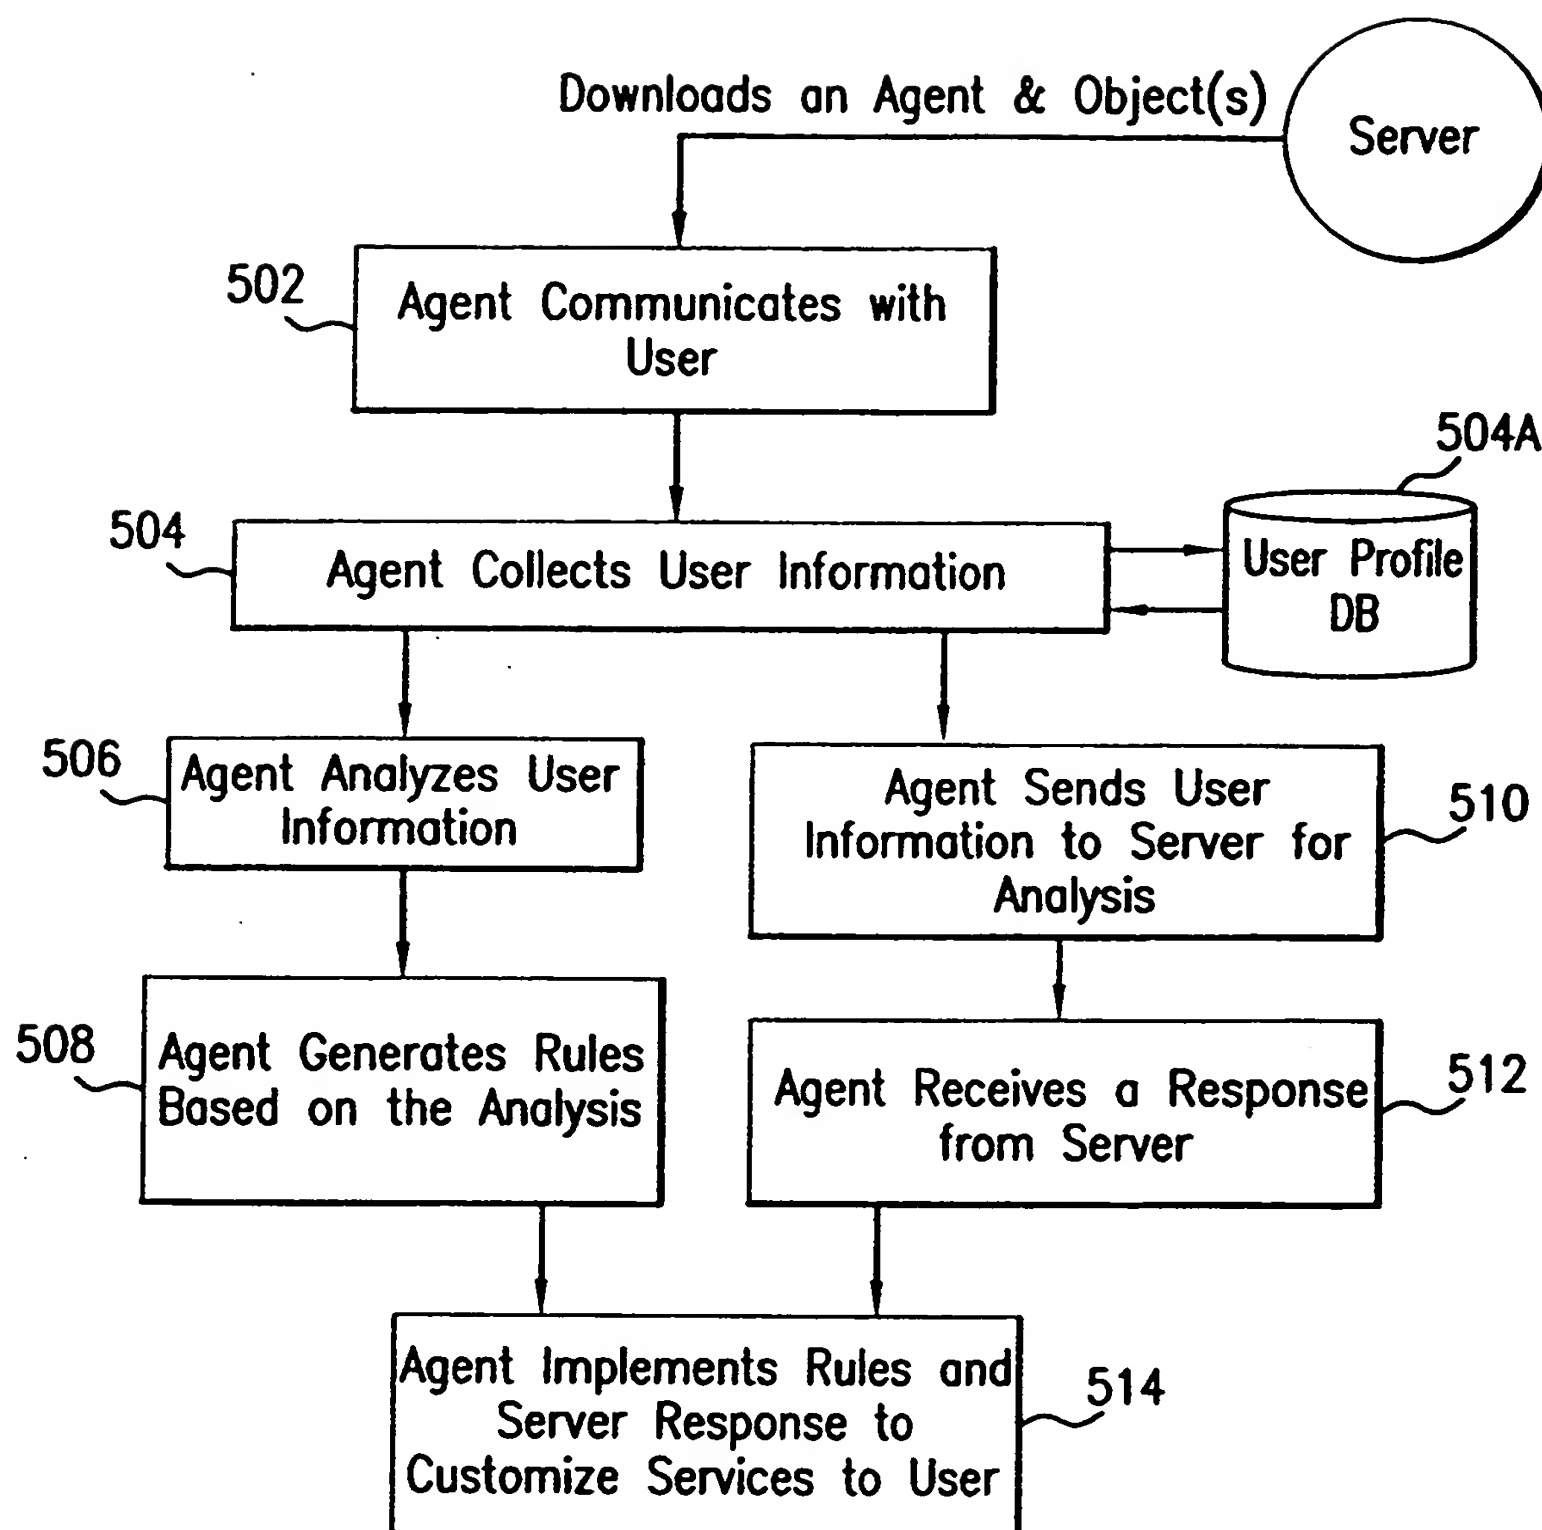 Downloads an Agent & Object(s)
Server
502
Agent Communicates with
User
504A
504
Agent Collects User Information
User Profile
DB
506
Agent Analyzes User
Information
Agent Sends User
Information to Server for
Analysis
510
508
Agent Generates Rules
Based on the Analysis
Agent Receives a Response
from Server
512
Agent Implements Rules and
Server Response to
Customize Services to User
514